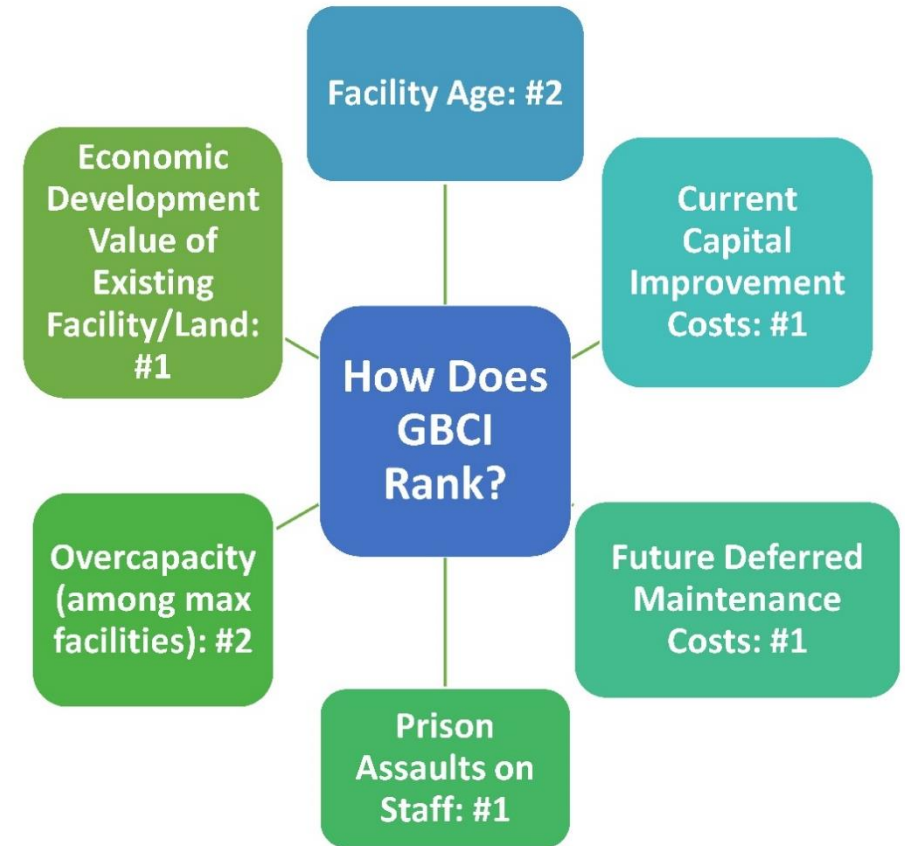 Facility Age: #2
Economic
Development
Value of
Existing
Facility/Land:
#1
Current
Capital
Improvement
Costs: #1
How Does
GBCI
Rank?
Overcapacity
(among max
facilities): #2
Future Deferred
Maintenance
Costs: #1
Prison
Assaults on
Staff: #1